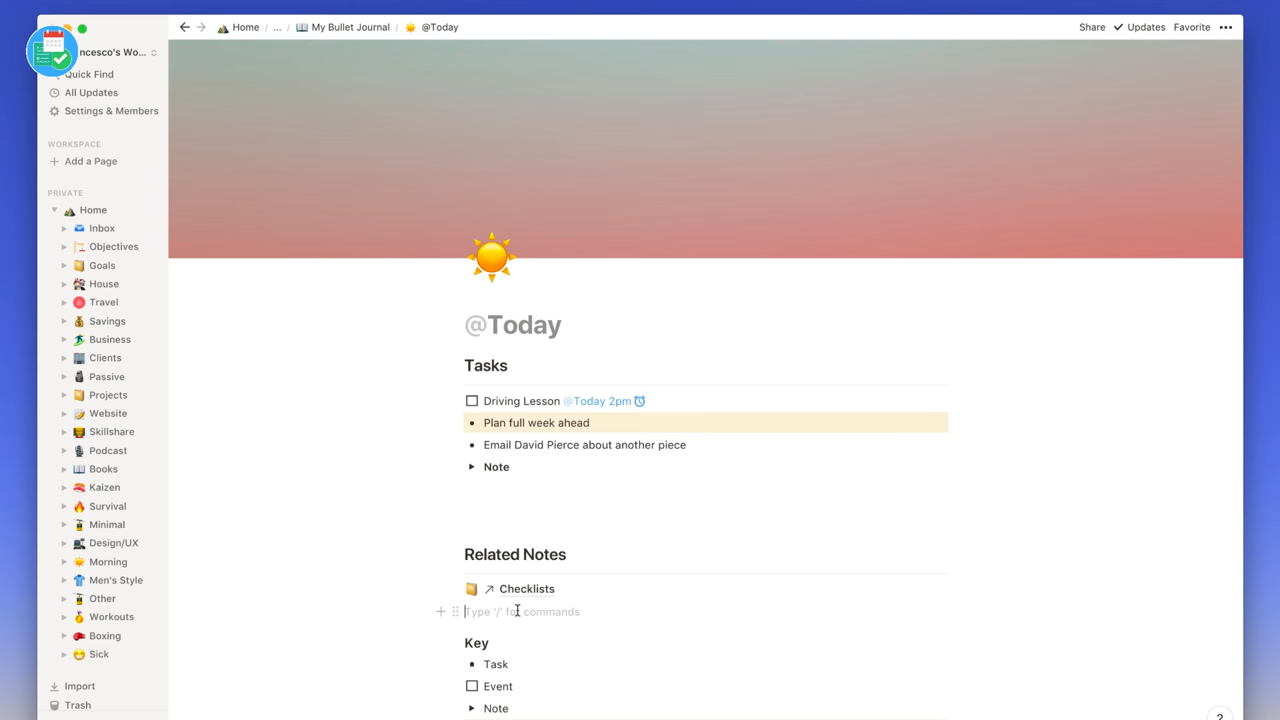 Home / ... / My Bullet Journal / @Today
Share Updates Favorite •••
ncesco's Wo...
Quick Find
All Updates
Settings & Members
WORKSPACE
Add a Page
PRIVATE
Home
Inbox
Objectives
Goals
House
Travel
Savings
Business
Clients
Passive
Projects
Website
Skillshare
Podcast
Books
Kaizen
Survival
Minimal
Design/UX
Morning
Men's Style
Other
Workouts
Boxing
Sick
Import
Trash
@Today
Tasks
Driving Lesson @Today 2pm
• Plan full week ahead
• Email David Pierce about another piece
Note
Related Notes
Checklists
Type '/' for commands
Key
• Task
Event
Note
?